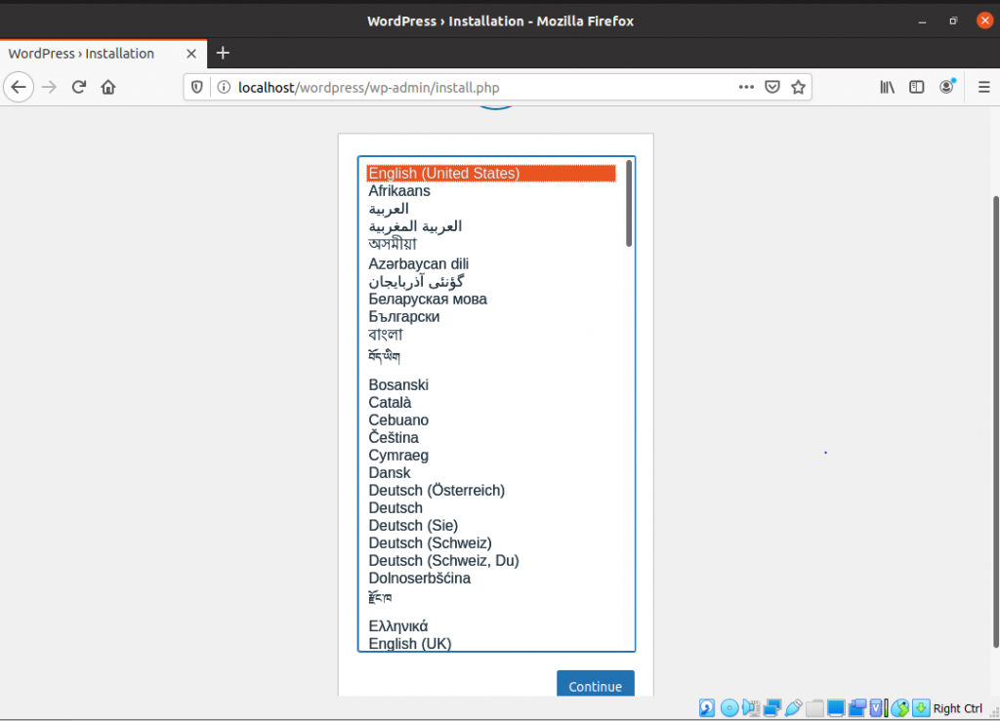 WordPress › Installation - Mozilla Firefox
WordPress › Installation
localhost/wordpress/wp-admin/install.php
English (United States)
Afrikaans
العربية
العربية المغربية
অসমীয়া
Azərbaycan dili
گؤنئی آذربایجان
Беларуская мова
Български
বাংলা
བོད་ཡིག
Bosanski
Català
Cebuano
Čeština
Cymraeg
Dansk
Deutsch (Österreich)
Deutsch
Deutsch (Sie)
Deutsch (Schweiz)
Deutsch (Schweiz, Du)
Dolnoserbšćina
རྫོང་ཁ
Ελληνικά
English (UK)
Continue
Right Ctrl